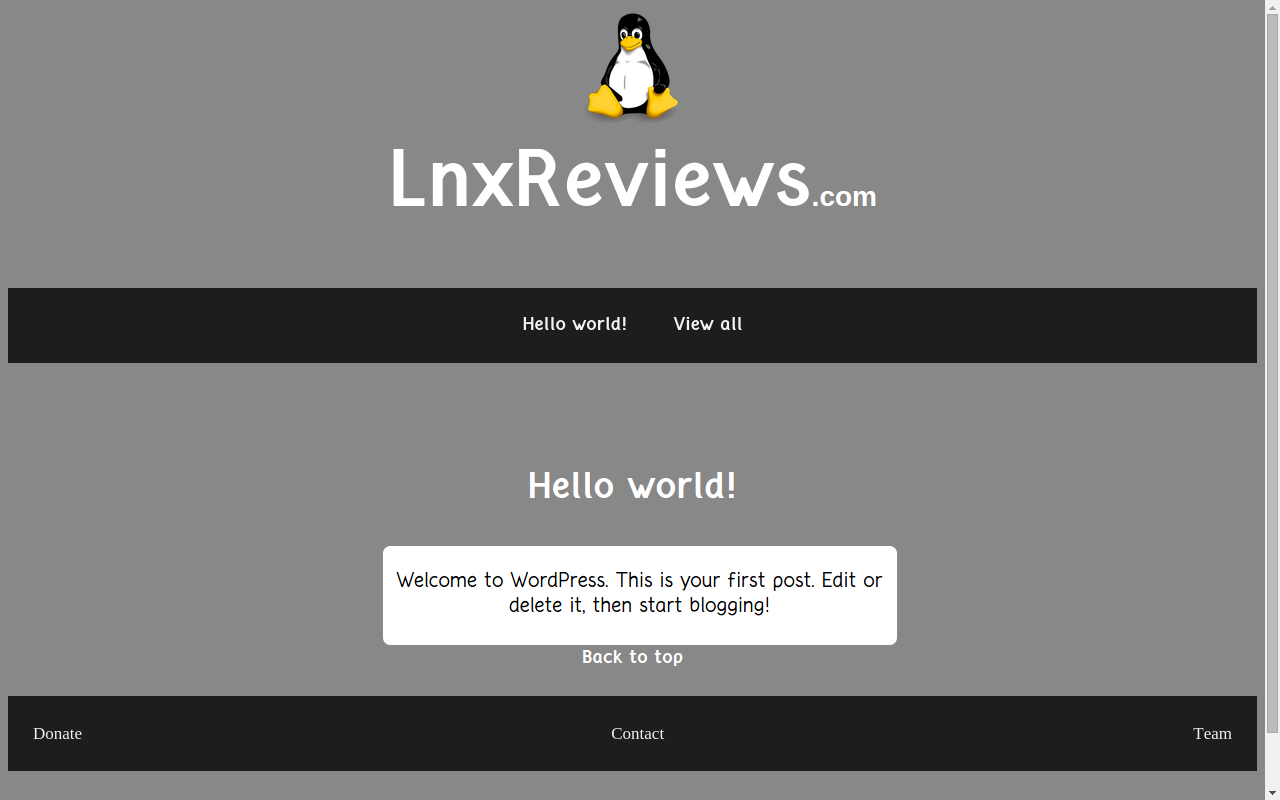 LnxReviews.com
Hello world! View all
Hello world!
Welcome to WordPress. This is your first post. Edit or
delete it, then start blogging!
Back to top
Donate Contact Team